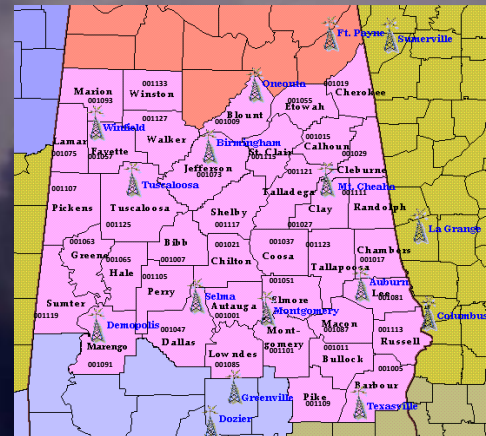 Ft. Payne
Sumerville
001133
001019
Oneonta
Marion
Winston
Cherokee
001093
001055
Etowah
Blount
001127
001009
Winfield
001015
Lamar
Walker
Birmingham
Calhoun
Fayette
St. Clair
001075
001057
001115
001029
Jefferson
Cleburne
001073
001121
001107
Tuscaloosa
Talladega
Mt. Cheaha
001111
Pickens
Tuscaloosa
Shelby
Clay
Randolph
001125
001117
001027
La Grange
001063
Bibb
001021
001037
001123
Chambers
Greene
001065
001007
Chilton
Coosa
001017
Hale
001105
Tallapoosa
Perry
001051
Auburn
Sumter
Selma
Elmore
Lee
001081
Autauga
001119
001001
Montgomery
Columbus
Demopolis
001047
Macon
Mont-
001087
001113
Marengo
Dallas
gomery
Russell
Lowndes
001101
001011
001091
001085
Bullock
001005
Barbour
Greenville
Pike
001109
Texasville
Dozier